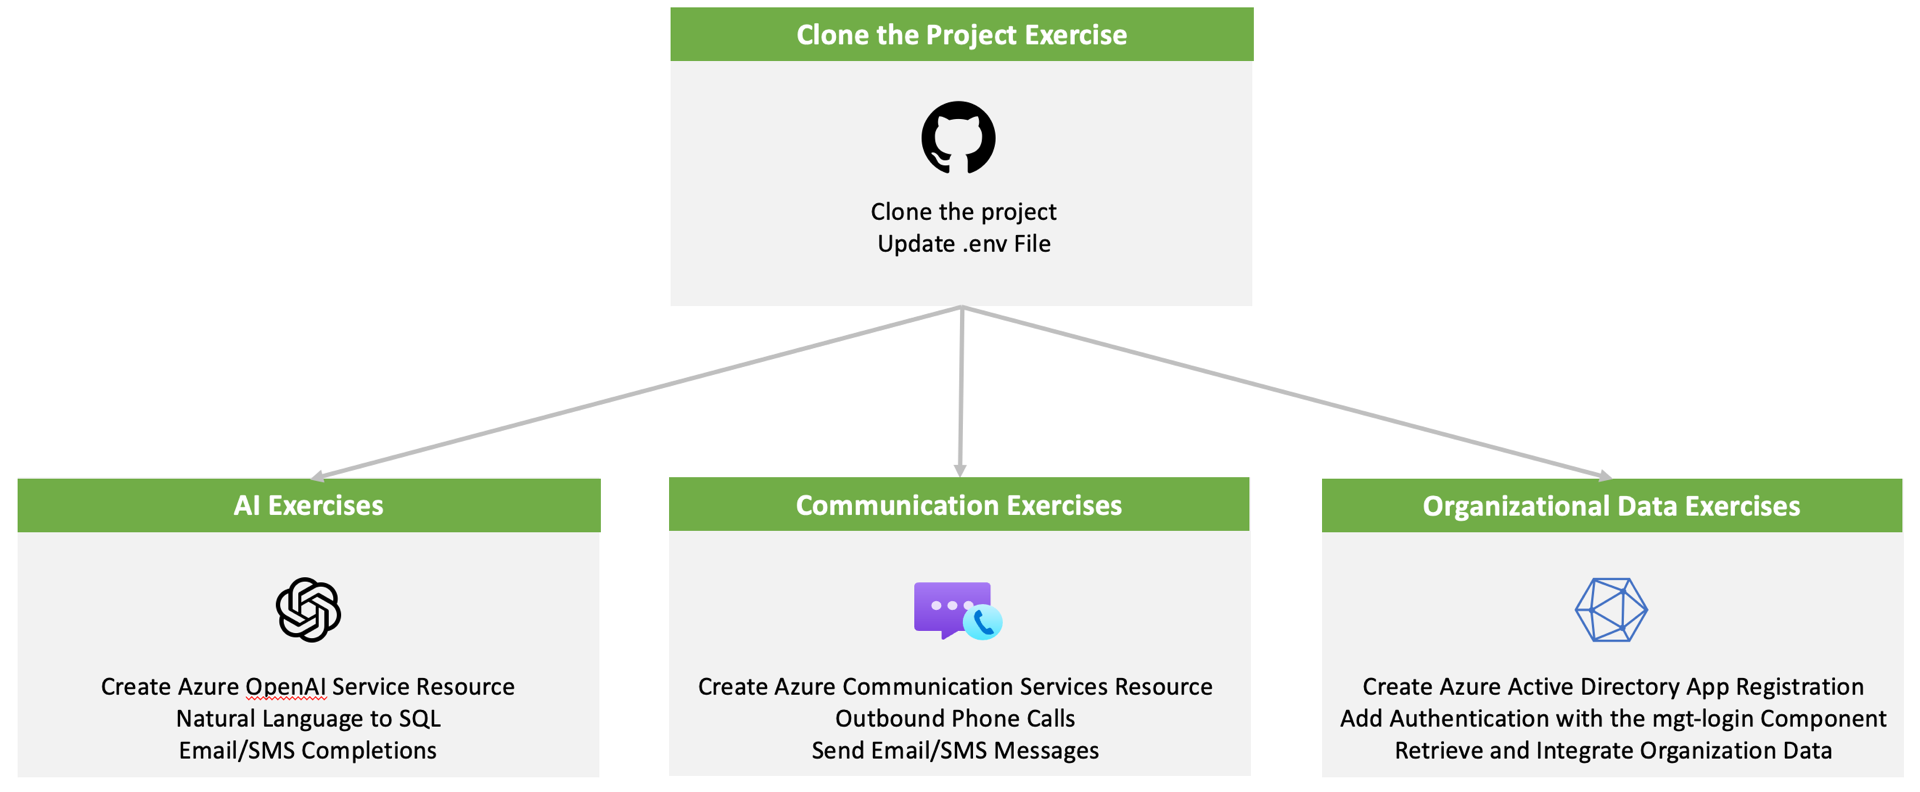 Clone the Project Exercise
Clone the project
Update .env File
AI Exercises
Create Azure OpenAI Service Resource
Natural Language to SQL
Email/SMS Completions
Communication Exercises
Create Azure Communication Services Resource
Outbound Phone Calls
Send Email/SMS Messages
Organizational Data Exercises
Create Azure Active Directory App Registration
Add Authentication with the mgt-login Component
Retrieve and Integrate Organization Data